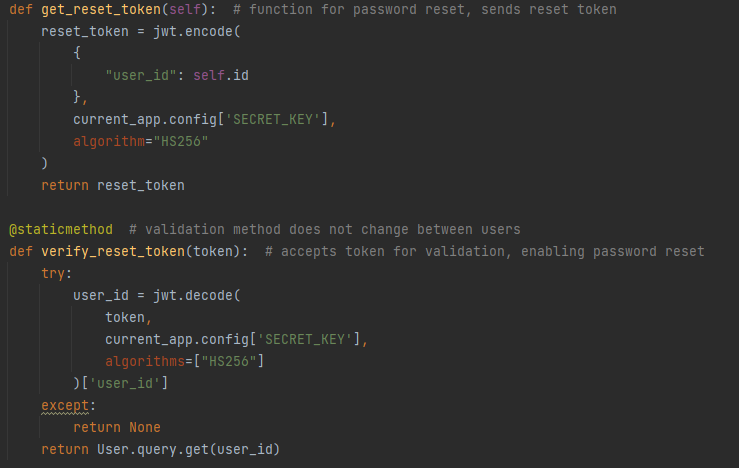 def get_reset_token(self):  # function for password reset, sends reset token
    reset_token = jwt.encode(
        {
            "user_id": self.id
        },
        current_app.config['SECRET_KEY'],
        algorithm="HS256"
    )
    return reset_token

@staticmethod  # validation method does not change between users
def verify_reset_token(token):  # accepts token for validation, enabling password reset
    try:
        user_id = jwt.decode(
            token,
            current_app.config['SECRET_KEY'],
            algorithms=["HS256"]
        )['user_id']
    except:
        return None
    return User.query.get(user_id)